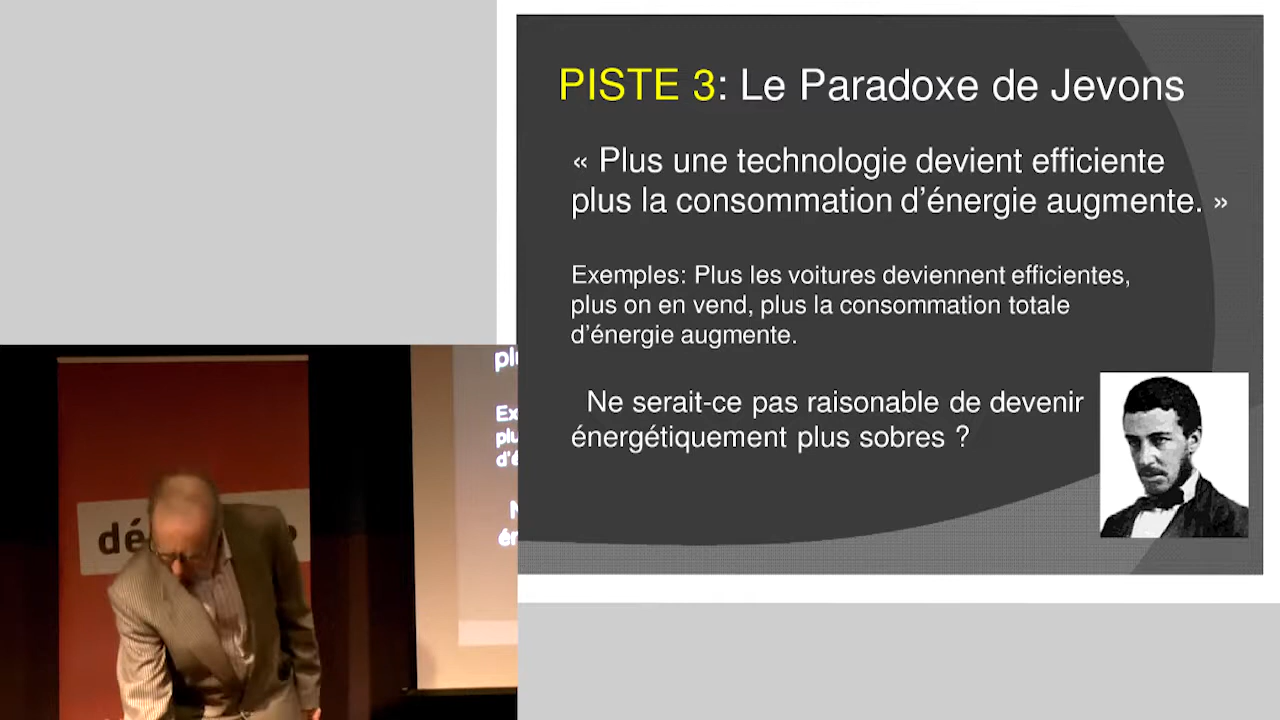 PISTE 3: Le Paradoxe de Jevons
« Plus une technologie devient efficiente
plus la consommation d'énergie augmente. »
Exemples: Plus les voitures deviennent efficientes,
plus on en vend, plus la consommation totale
d'énergie augmente.
Ne serait-ce pas raisonable de devenir
énergétiquement plus sobres ?